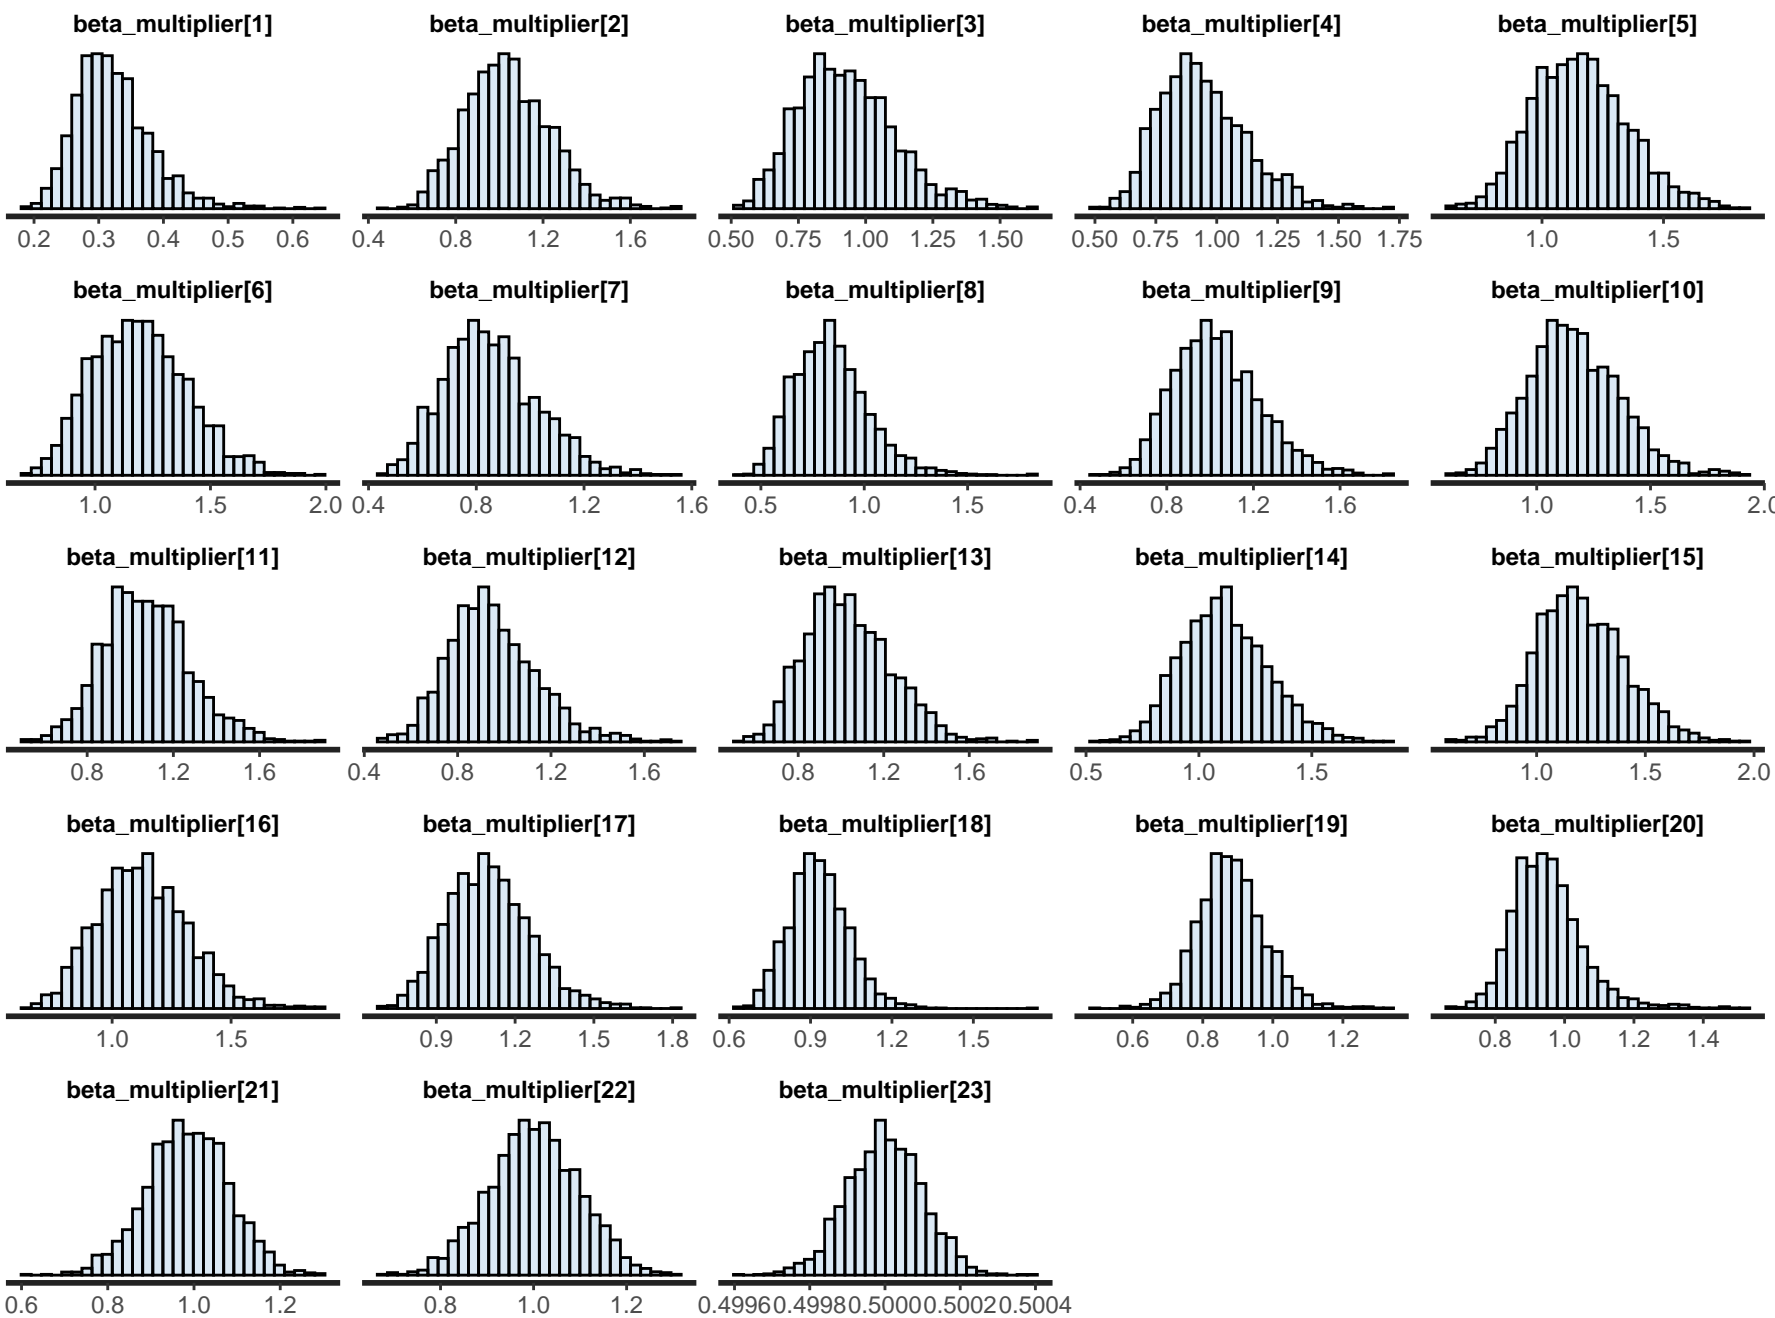 beta_multiplier[1] beta_multiplier[2] beta_multiplier[3] beta_multiplier[4] beta_multiplier[5]
0.2 0.3 0.4 0.5 0.6 0.4 0.8 1.2 1.6 0.50 0.75 1.00 1.25 1.50 0.50 0.75 1.00 1.25 1.50 1.75 1.0 1.5
beta_multiplier[6] beta_multiplier[7] beta_multiplier[8] beta_multiplier[9] beta_multiplier[10]
1.0 1.5 2.0 0.4 0.8 1.2 1.6 0.5 1.0 1.5 0.4 0.8 1.2 1.6 1.0 1.5 2.0
beta_multiplier[11] beta_multiplier[12] beta_multiplier[13] beta_multiplier[14] beta_multiplier[15]
0.8 1.2 1.6 0.4 0.8 1.2 1.6 0.8 1.2 1.6 0.5 1.0 1.5 1.0 1.5 2.0
beta_multiplier[16] beta_multiplier[17] beta_multiplier[18] beta_multiplier[19] beta_multiplier[20]
1.0 1.5 0.9 1.2 1.5 1.8 0.6 0.9 1.2 1.5 0.6 0.8 1.0 1.2 0.8 1.0 1.2 1.4
beta_multiplier[21] beta_multiplier[22] beta_multiplier[23]
0.6 0.8 1.0 1.2 0.8 1.0 1.2 0.4996 0.4998 0.5000 0.5002 0.5004